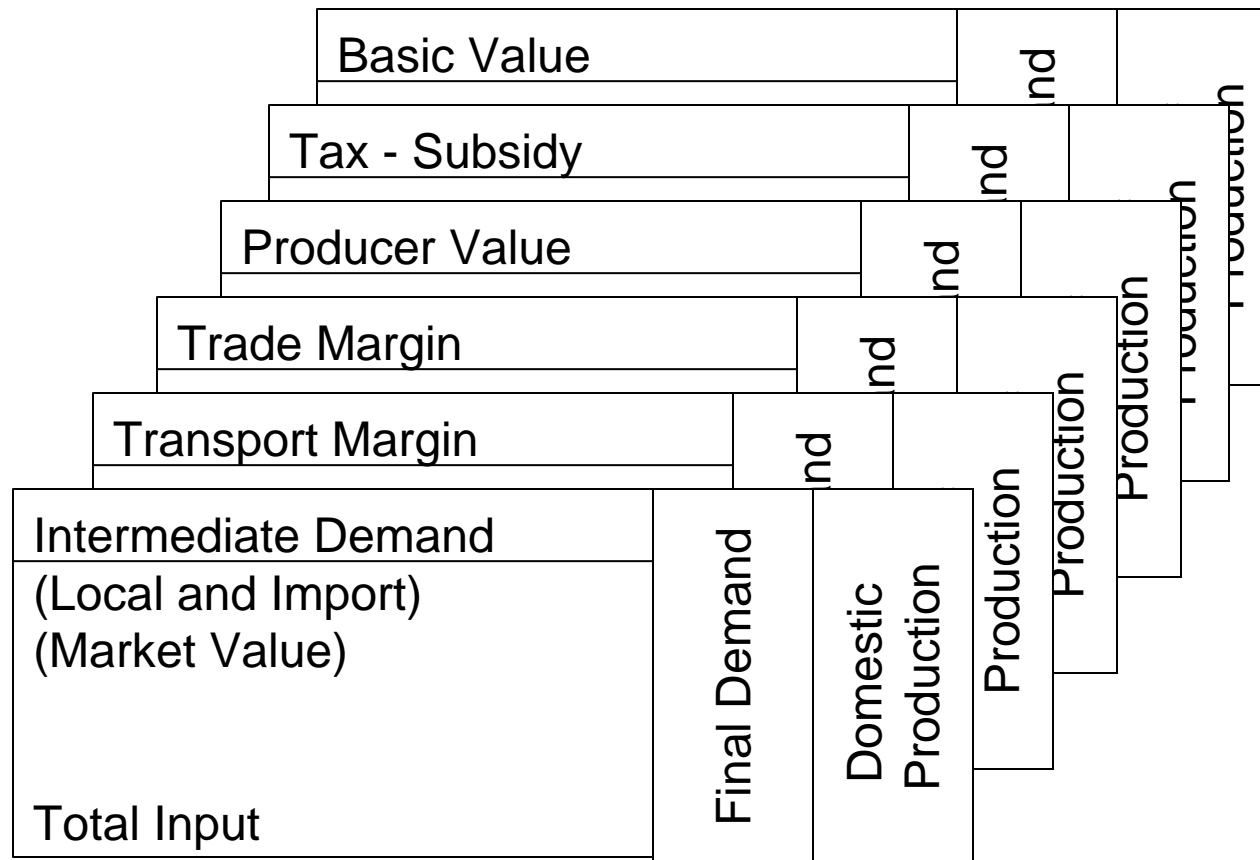 Basic Value
Tax - Subsidy
Producer Value
Trade Margin
Transport Margin
Intermediate Demand
(Local and Import)
(Market Value)
Total Input
Final Demand
Domestic
Production
Production
Production
Production